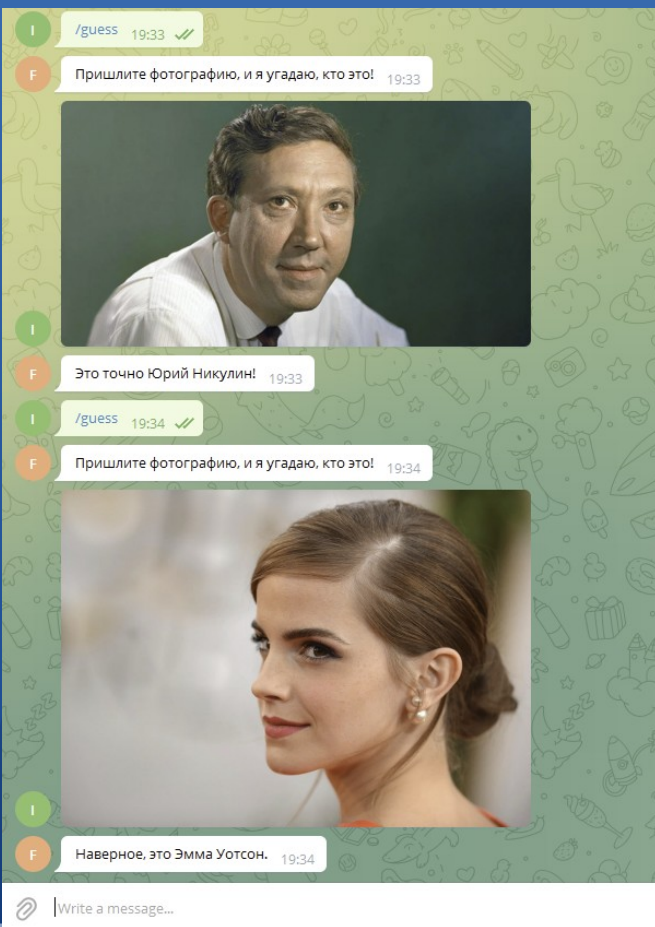 I
/guess 19:33
F
Пришлите фотографию, и я угадаю, кто это! 19:33
I
F
Это точно Юрий Никулин! 19:33
I
/guess 19:34
F
Пришлите фотографию, и я угадаю, кто это! 19:34
I
F
Наверное, это Эмма Уотсон. 19:34
Write a message...